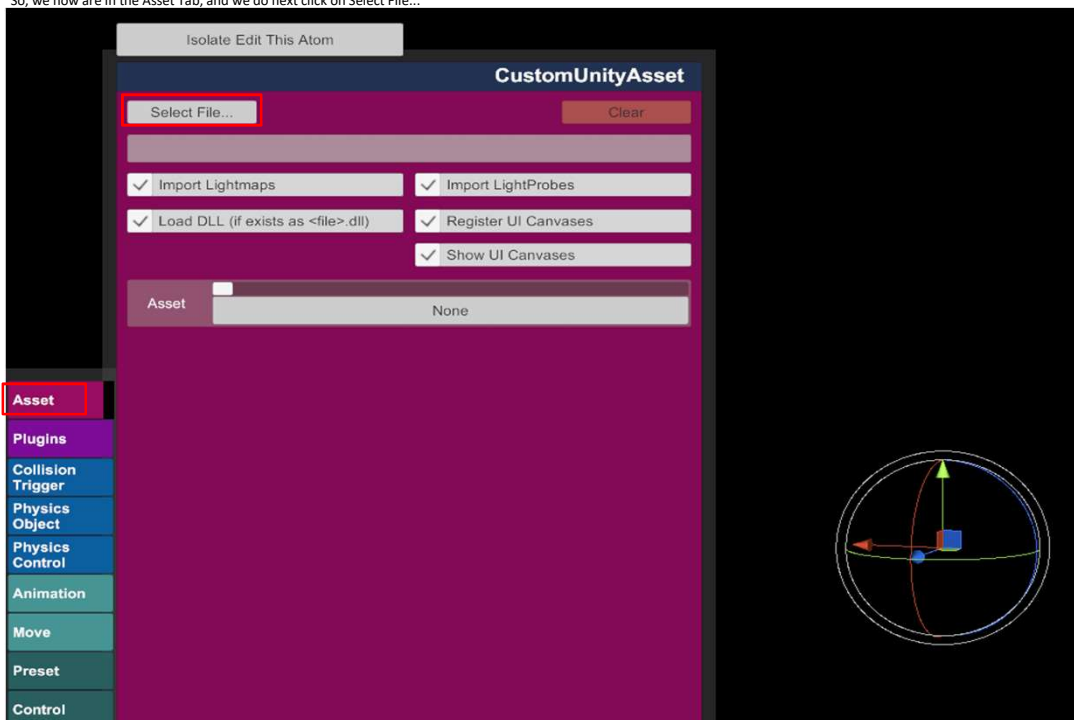 So, we now are in the Asset Tab, and we do next click on Select File...
Isolate Edit This Atom
CustomUnityAsset
Select File...
Clear
Import Lightmaps
Import LightProbes
Load DLL (if exists as <file>.dll)
Register UI Canvases
Show UI Canvases
Asset
None
Asset
Plugins
Collision
Trigger
Physics
Object
Physics
Control
Animation
Move
Preset
Control